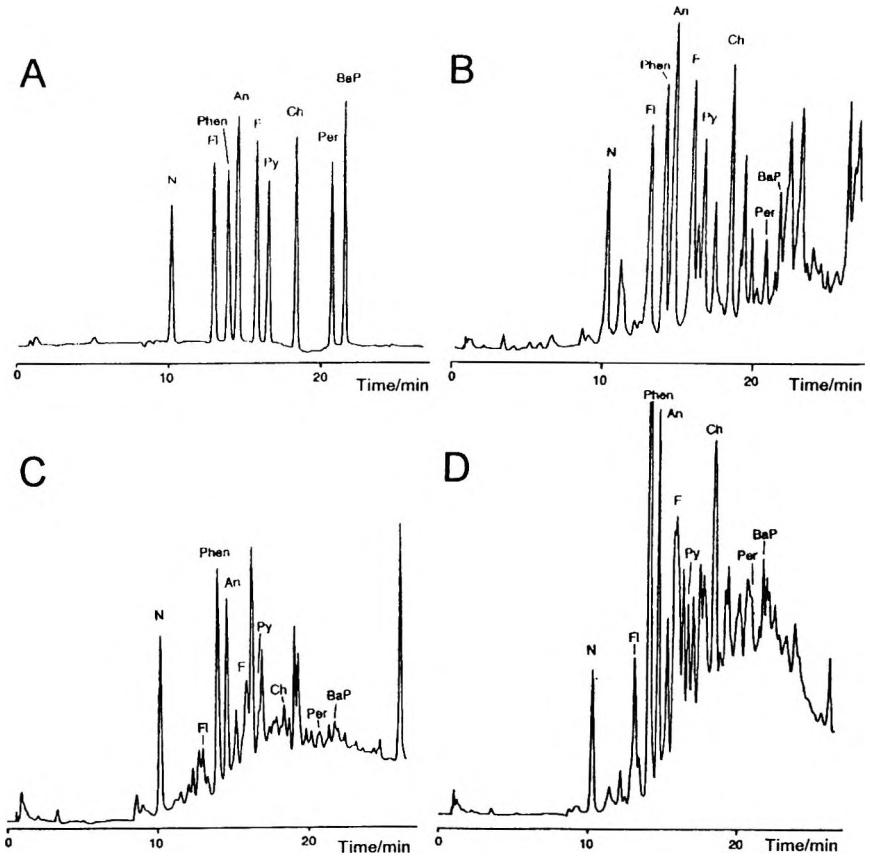 A
N
Fl
Phen
An
F
Py
Ch
Per
BaP
0 10 20
Time/min
B
N
Fl
Phen
An
F
Py
Ch
Per
BaP
0 10 20
Time/min
C
N
Fl
Phen
An
F
Py
Ch
Per
BaP
0 10 20
Time/min
D
N
Fl
Phen
An
F
Py
Ch
Per
BaP
0 10 20
Time/min